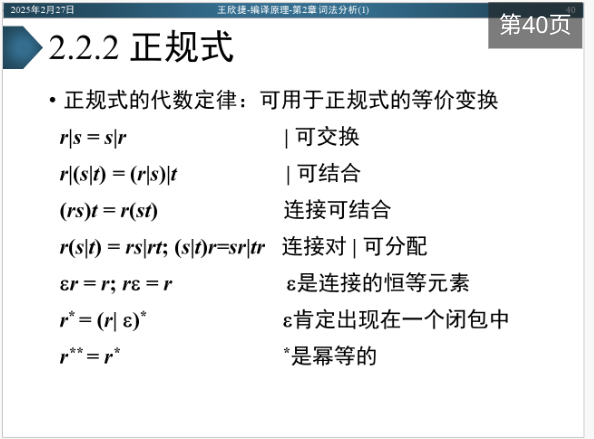 2025年2月27日 王欣捷-编译原理-第2章词法分析(1) 40
第40页
2.2.2 正规式
• 正规式的代数定律：可用于正规式的等价变换
r|s = s|r | 可交换
r|(s|t) = (r|s)|t | 可结合
(rs)t = r(st) 连接可结合
r(s|t) = rs|rt; (s|t)r=sr|tr 连接对 | 可分配
εr = r; rε = r ε是连接的恒等元素
r* = (r| ε)* ε肯定出现在一个闭包中
r** = r* *是幂等的